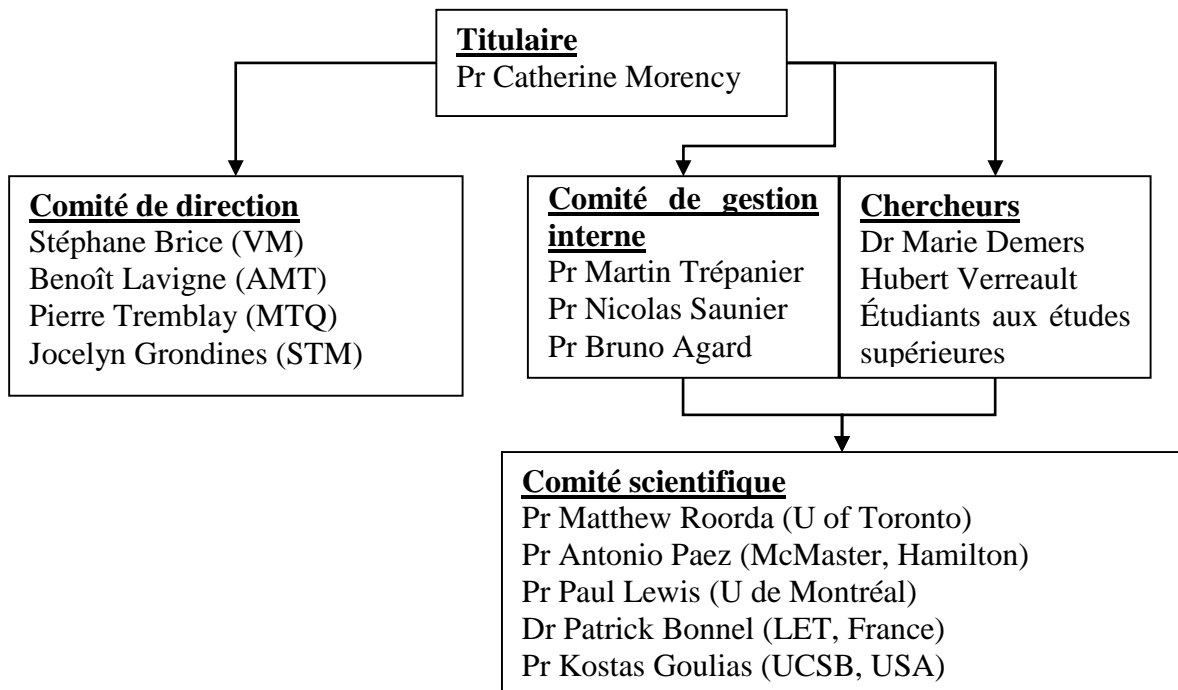 Titulaire
Pr Catherine Morency
Comité de direction
Stéphane Brice (VM)
Benoît Lavigne (AMT)
Pierre Tremblay (MTQ)
Jocelyn Grondines (STM)
Comité de gestion
interne
Pr Martin Trépanier
Pr Nicolas Saunier
Pr Bruno Agard
Chercheurs
Dr Marie Demers
Hubert Verreault
Étudiants aux études
supérieures
Comité scientifique
Pr Matthew Roorda (U of Toronto)
Pr Antonio Paez (McMaster, Hamilton)
Pr Paul Lewis (U de Montréal)
Dr Patrick Bonnel (LET, France)
Pr Kostas Goulias (UCSB, USA)